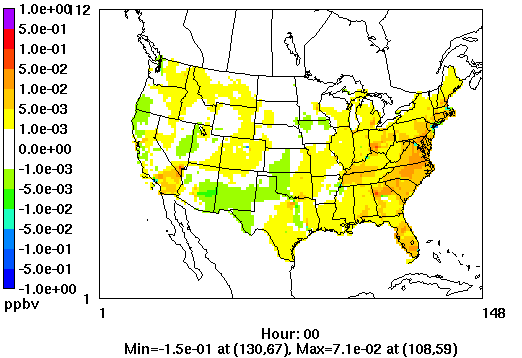 1.0e+00
5.0e-01
1.0e-01
5.0e-02
1.0e-02
5.0e-03
1.0e-03
0.0e+00
-1.0e-03
-5.0e-03
-1.0e-02
-5.0e-02
-1.0e-01
-5.0e-01
-1.0e+00
ppbv
112
1
1
148
Hour: 00
Min=-1.5e-01 at (130,67), Max=7.1e-02 at (108,59)